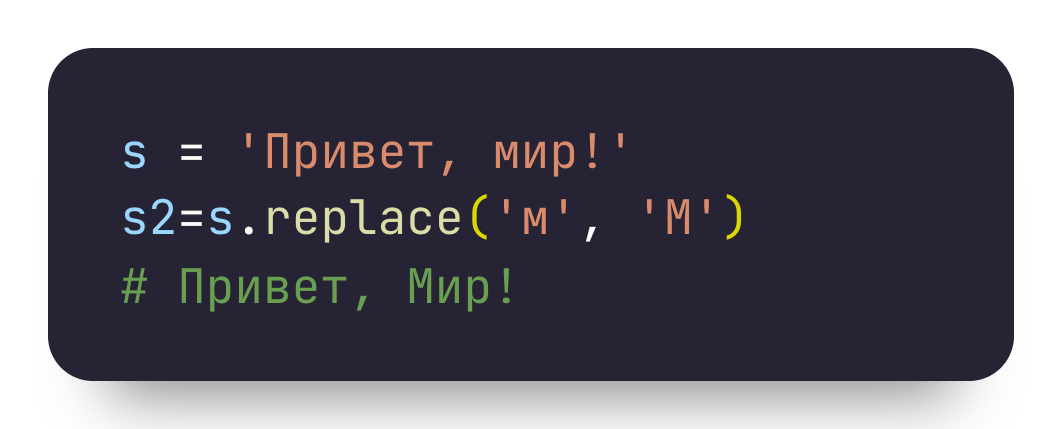 s = 'Привет, мир!'
s2=s.replace('м', 'М')
# Привет, Мир!